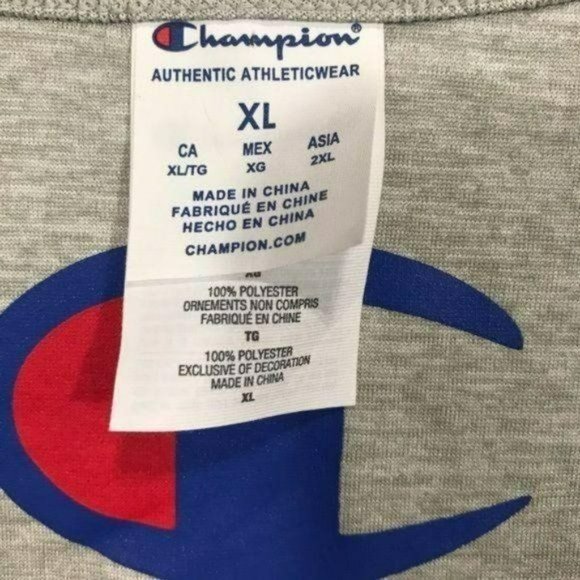 Champion®
AUTHENTIC ATHLETICWEAR
XL
CA MEX ASIA
XL/TG XG 2XL
MADE IN CHINA
FABRIQUÉ EN CHINE
HECHO EN CHINA
CHAMPION.COM
XG
100% POLYESTER
ORNEMENTS NON COMPRIS
FABRIQUÉ EN CHINE
TG
100% POLYESTER
EXCLUSIVE OF DECORATION
MADE IN CHINA
XL